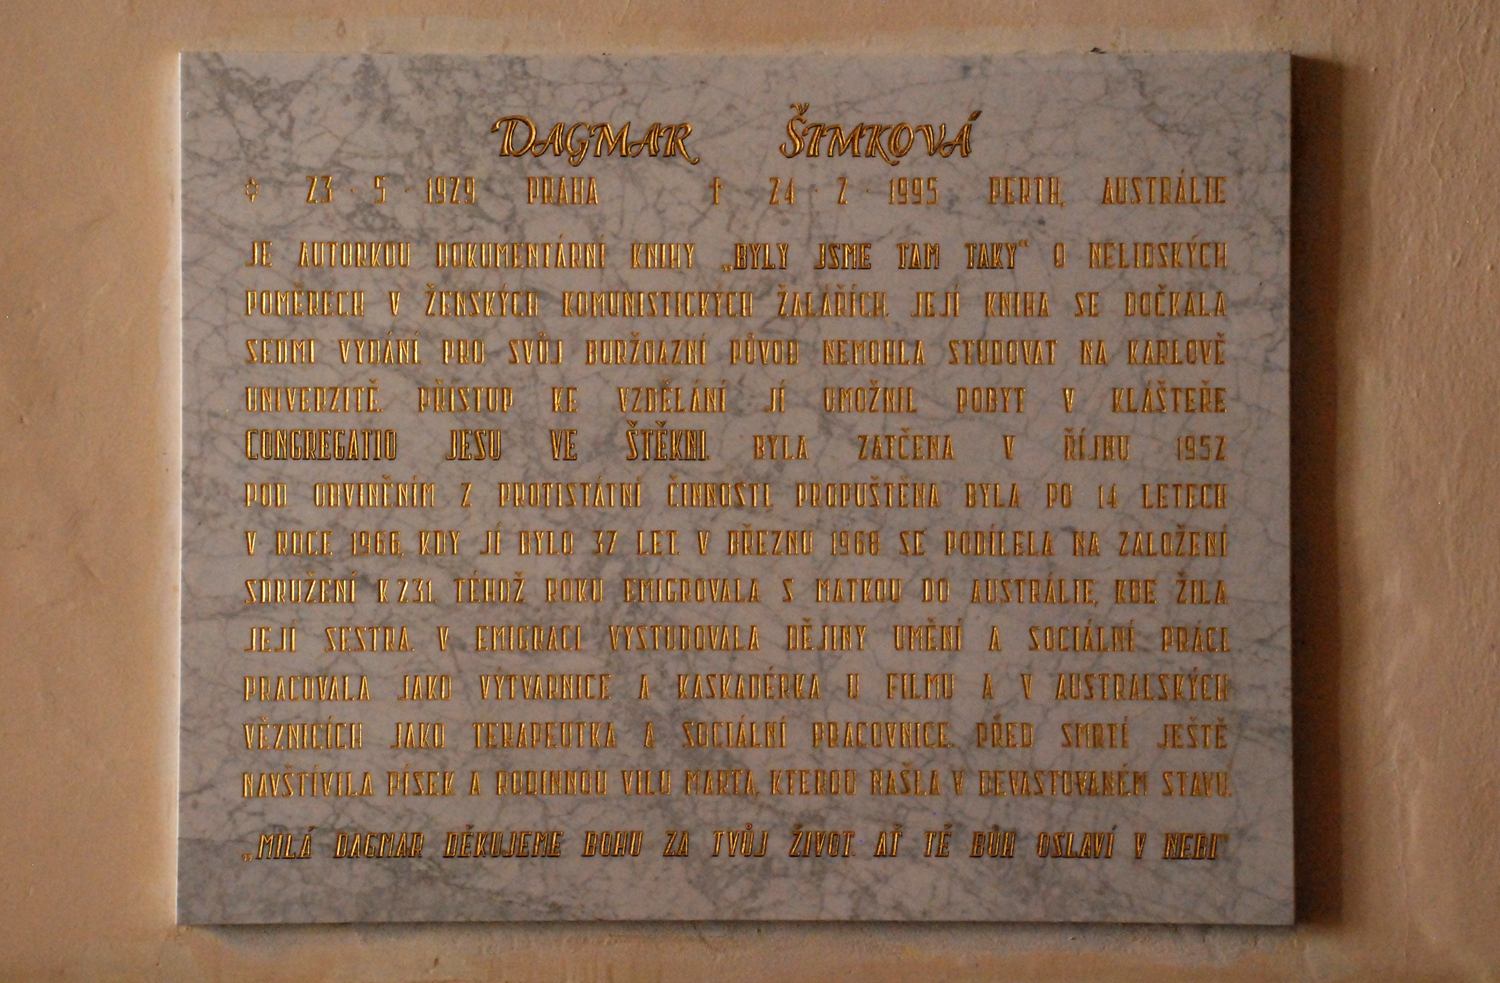 DAGMAR ŠIMKOVÁ
✡ 23 · 5 · 1929 PRAHA † 24 · 2 · 1995 PERTH, AUSTRÁLIE
JE AUTORKOU DOKUMENTÁRNÍ KNIHY „BYLY JSME TAM TAKY“ O NELIDSKÝCH
POMĚRECH V ŽENSKÝCH KOMUNISTICKÝCH ŽALÁŘÍCH. JEJÍ KNIHA SE DOČKALA
SEDMI VYDÁNÍ. PRO SVŮJ BURŽOAZNÍ PŮVOD NEMOHLA STUDOVAT NA KARLOVĚ
UNIVERZITĚ. PŘÍSTUP KE VZDĚLÁNÍ JÍ UMOŽNIL POBYT V KLÁŠTEŘE
CONGREGATIO JESU VE ŠTĚKNI. BYLA ZATČENA V ŘÍJNU 1952
POD OBVINĚNÍM Z PROTISTÁTNÍ ČINNOSTI, PROPUŠTĚNA BYLA PO 14 LETECH
V ROCE 1966, KDY JÍ BYLO 37 LET. V BŘEZNU 1968 SE PODÍLELA NA ZALOŽENÍ
SDRUŽENÍ K 231. TÉHOŽ ROKU EMIGROVALA S MATKOU DO AUSTRÁLIE, KDE ŽILA
JEJÍ SESTRA. V EMIGRACI VYSTUDOVALA DĚJINY UMĚNÍ A SOCIÁLNÍ PRÁCI.
PRACOVALA JAKO VÝTVARNICE A KASKADÉRKA U FILMU A V AUSTRALSKÝCH
VĚZNICÍCH JAKO TERAPEUTKA A SOCIÁLNÍ PRACOVNICE. PŘED SMRTÍ JEŠTĚ
NAVŠTÍVILA PÍSEK A RODINNOU VILU MARTA, KTEROU NAŠLA V DEVASTOVANÉM STAVU.
„MILÁ DAGMAR DĚKUJEME BOHU ZA TVŮJ ŽIVOT. AŤ TĚ BŮH OSLAVÍ V NEBI“